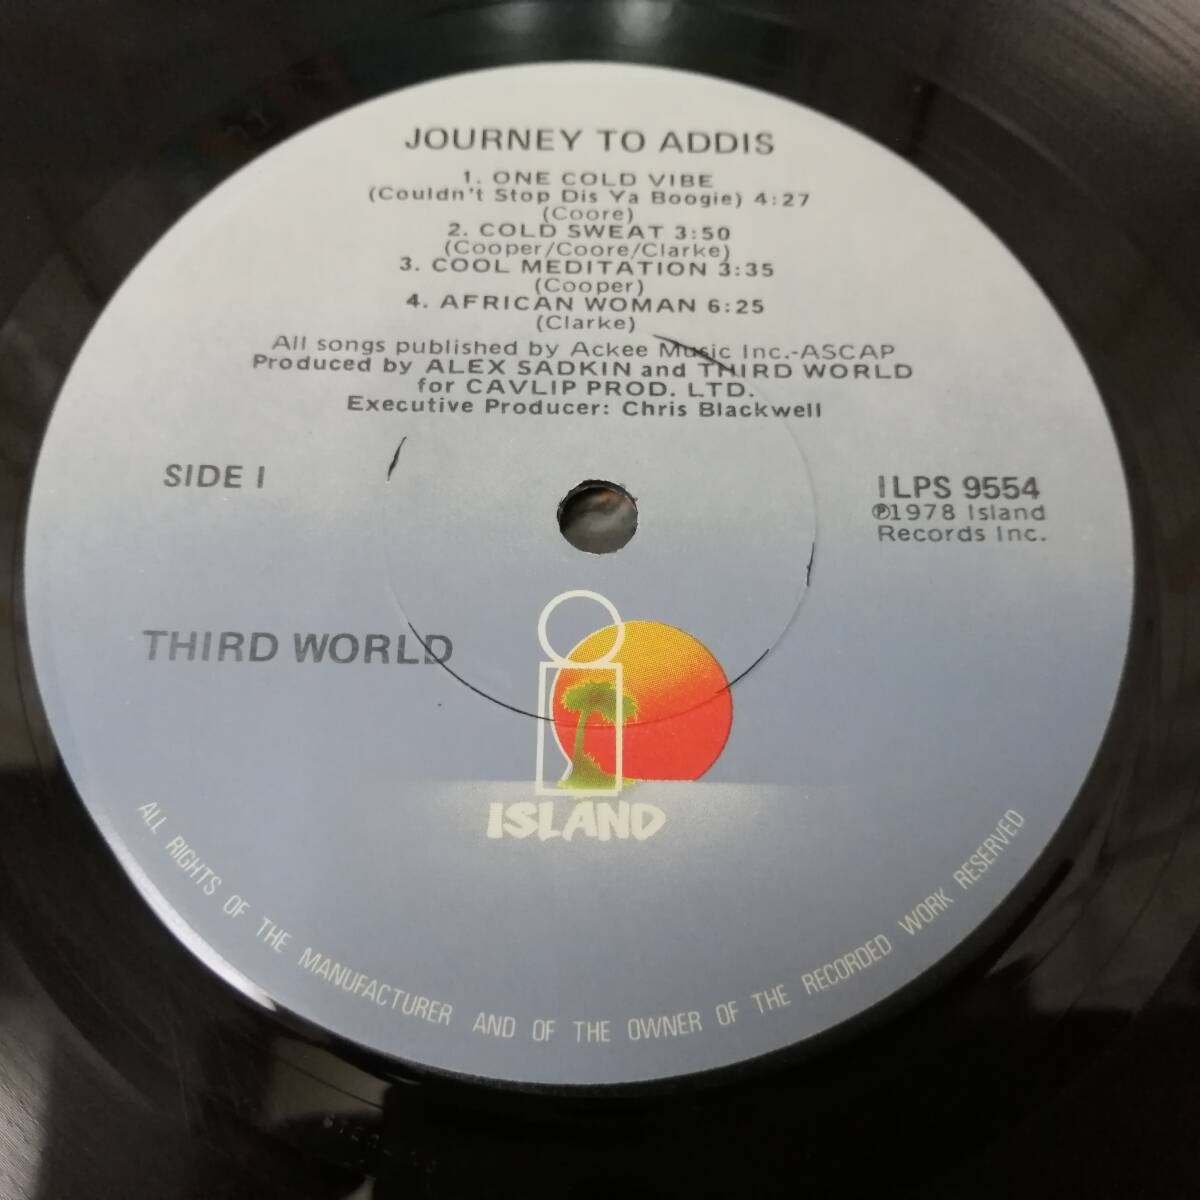 JOURNEY TO ADDIS
1. ONE COLD VIBE
(Couldn't Stop Dis Ya Boogie) 4:27
(Coore)
2. COLD SWEAT 3:50
(Cooper/Coore/Clarke)
3. COOL MEDITATION 3:35
(Cooper)
4. AFRICAN WOMAN 6:25
(Clarke)
All songs published by Ackee Music Inc.-ASCAP
Produced by ALEX SADKIN and THIRD WORLD
for CAVLIP PROD. LTD.
Executive Producer: Chris Blackwell
SIDE I
ILPS 9554
℗1978 Island
Records Inc.
THIRD WORLD
i
ISLAND
ALL RIGHTS OF THE MANUFACTURER AND OF THE OWNER OF THE RECORDED WORK RESERVED